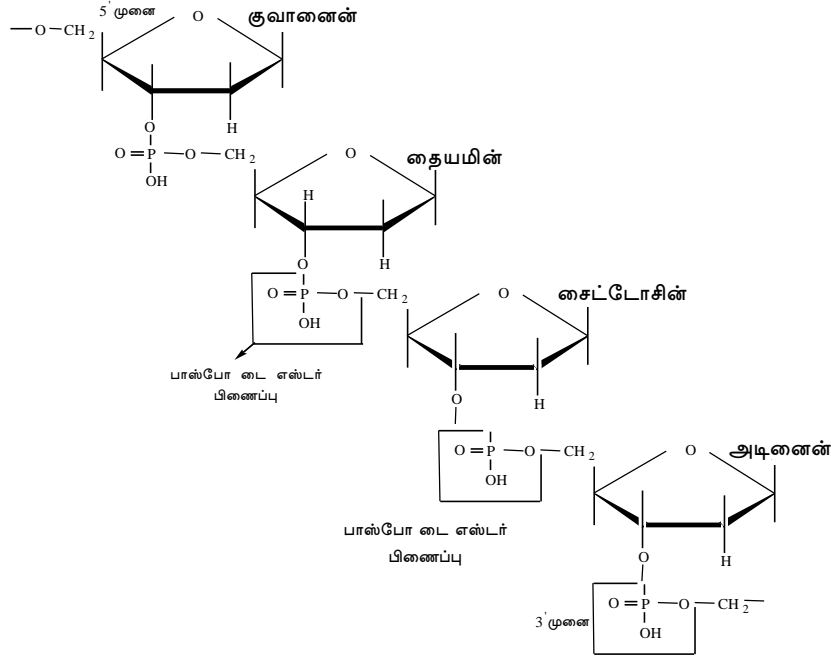 5' முனை
O
குவானைன்
O CH2
O
H
O = P O CH2
OH
O
தையமின்
H
O
H
O = P O CH2
OH
O
சைட்டோசின்
பாஸ்போ டை எஸ்டர்
பிணைப்பு
O
H
O = P O CH2
OH
O
அடினைன்
பாஸ்போ டை எஸ்டர்
பிணைப்பு
O
H
O = P O CH2
3' முனை
OH